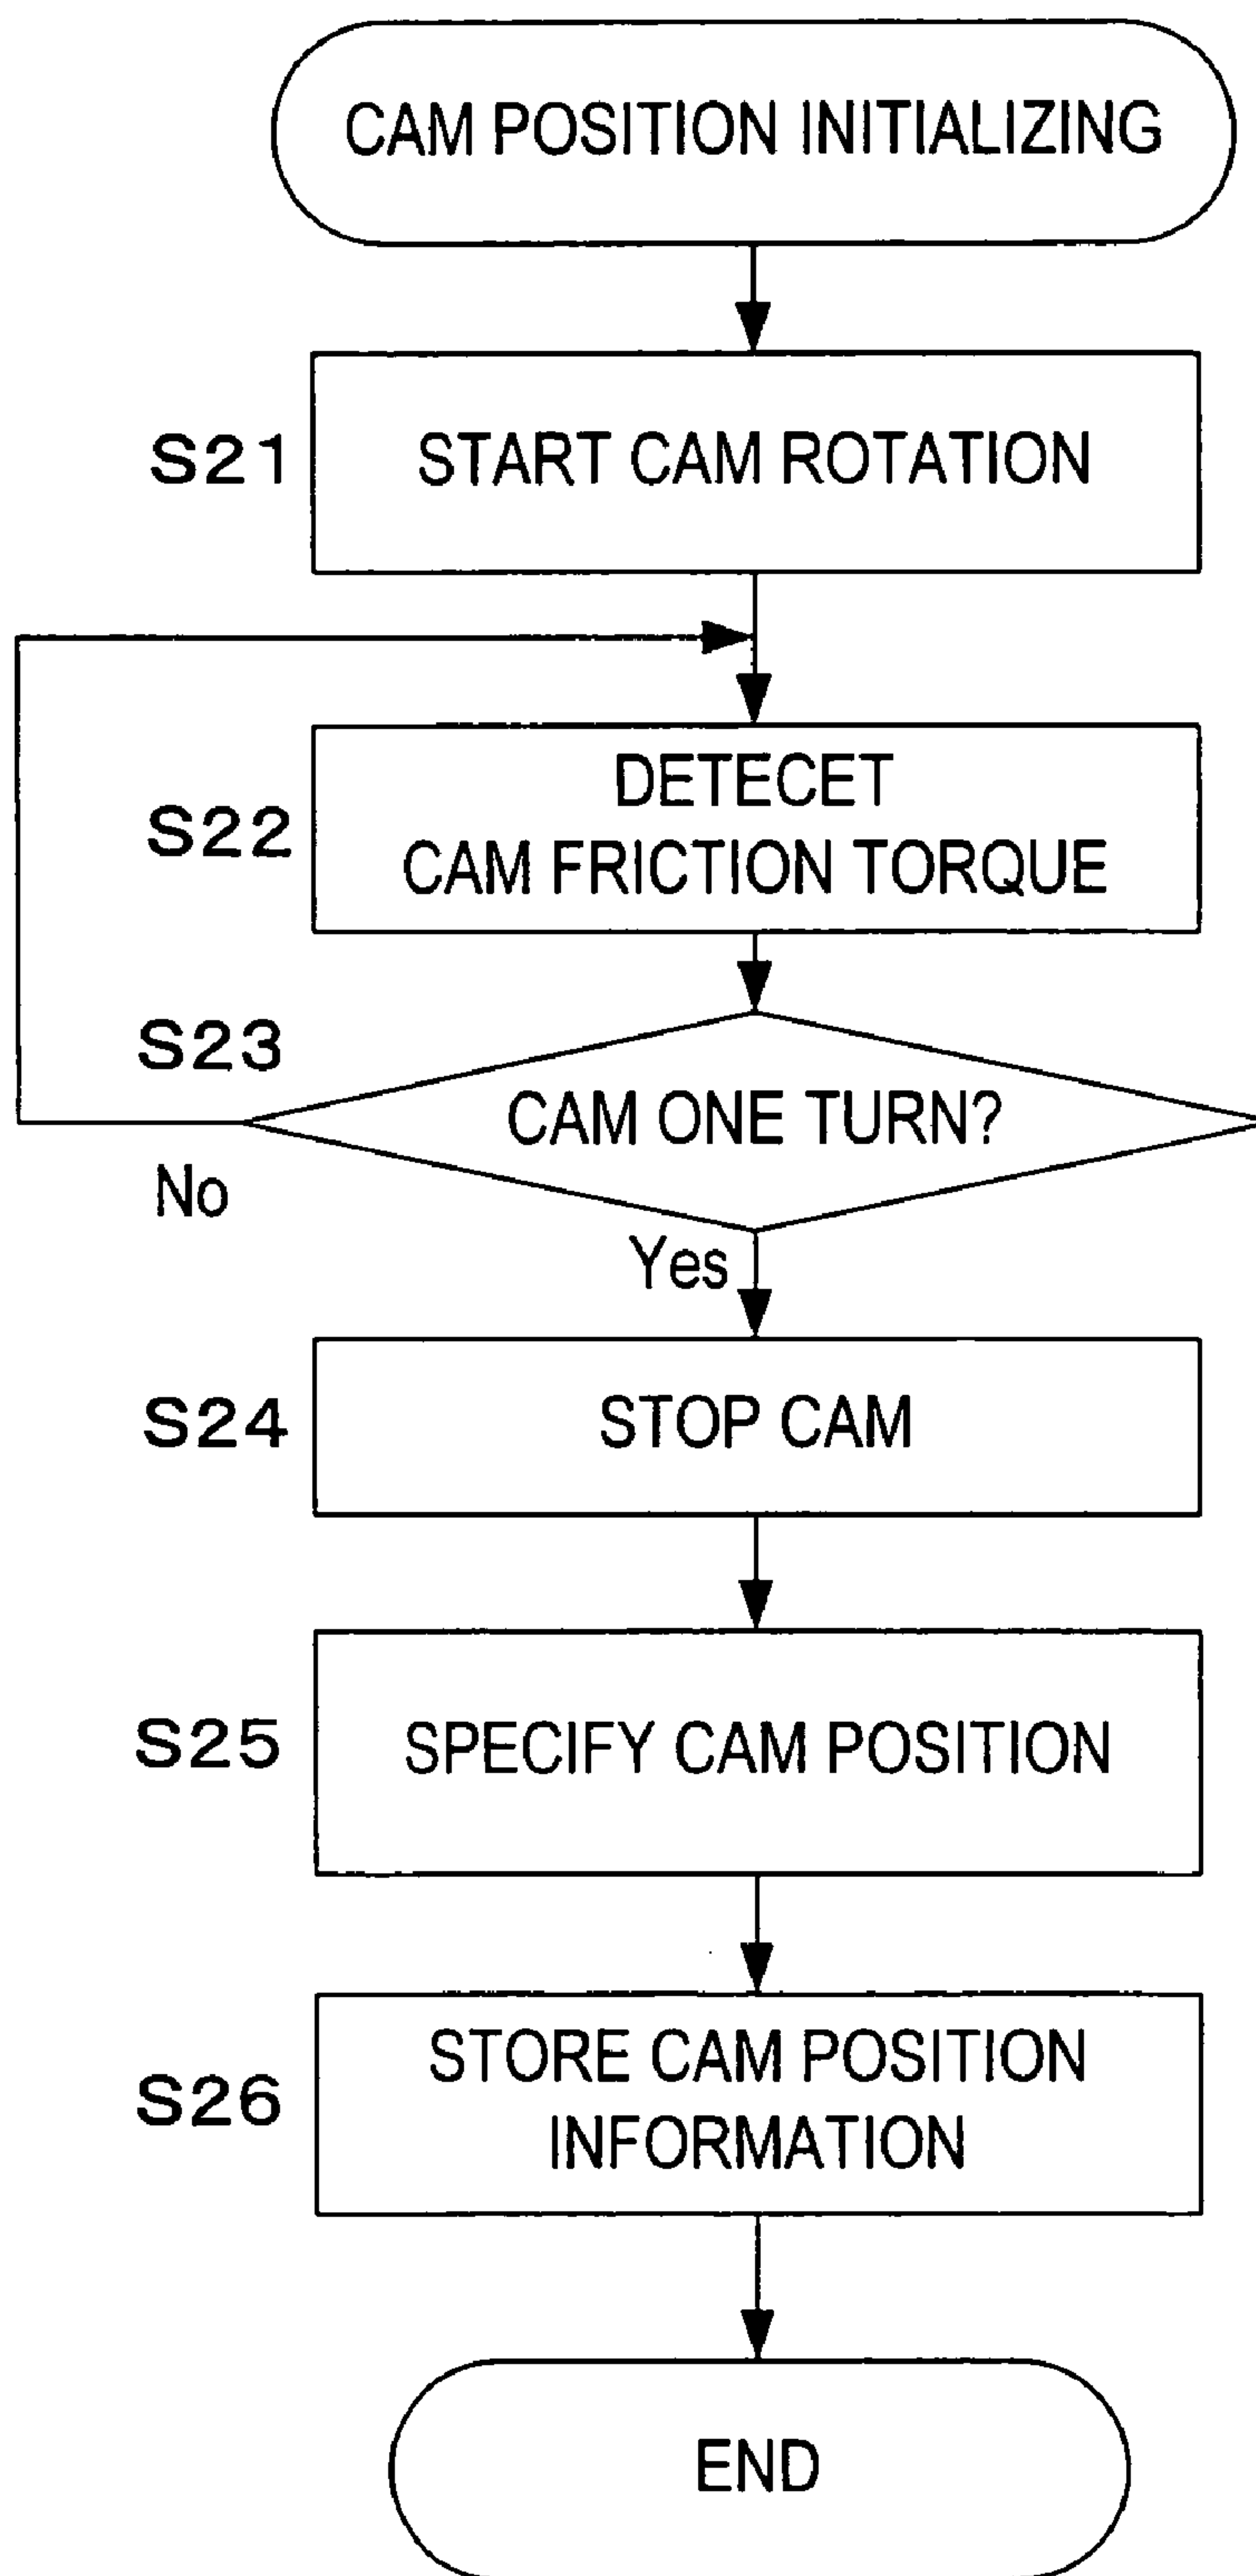 CAM POSITION INITIALIZING
S21
START CAM ROTATION
S22
DETECET
CAM FRICTION TORQUE
S23
CAM ONE TURN?
No
Yes
S24
STOP CAM
S25
SPECIFY CAM POSITION
S26
STORE CAM POSITION
INFORMATION
END